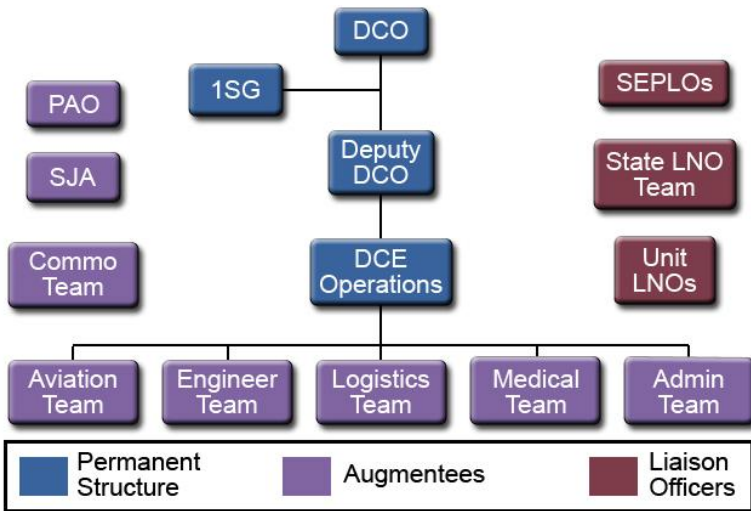 DCO
1SG
PAO
SEPLOs
Deputy
DCO
SJA
State LNO
Team
Commo
Team
DCE
Operations
Unit
LNOs
Aviation
Team
Engineer
Team
Logistics
Team
Medical
Team
Admin
Team
Permanent
Structure
Augmentees
Liaison
Officers